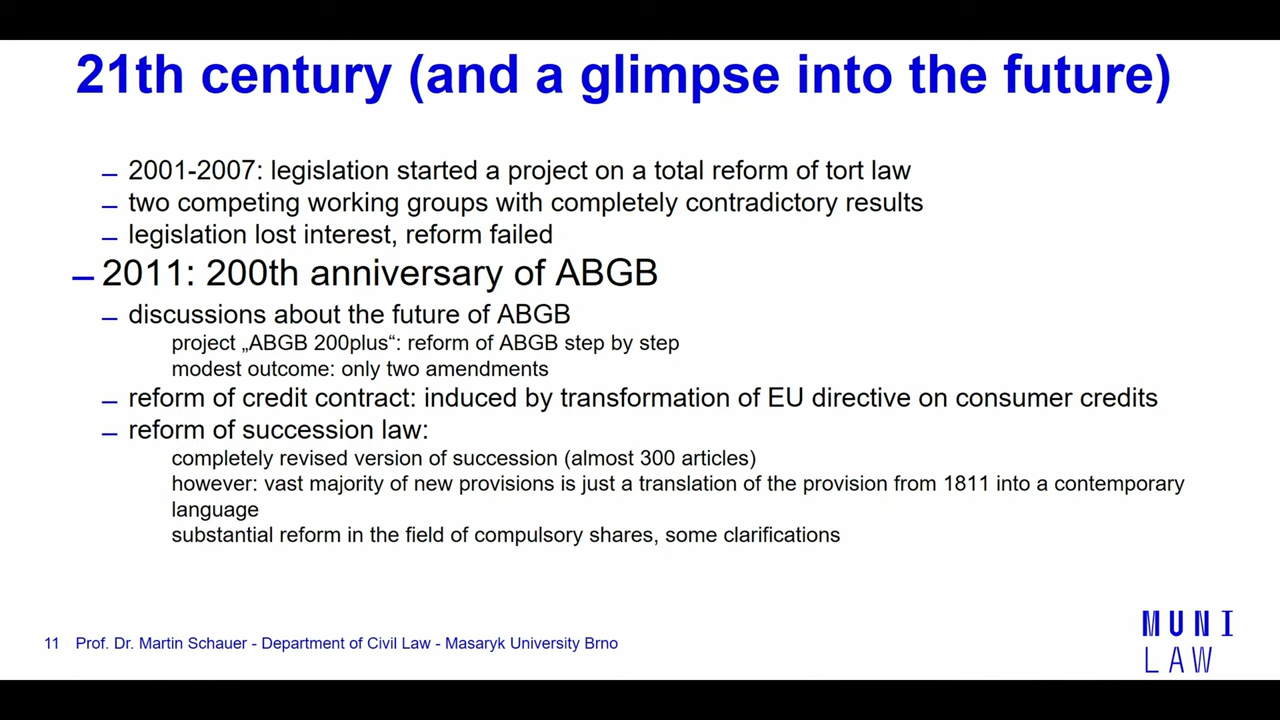 21th century (and a glimpse into the future)
– 2001-2007: legislation started a project on a total reform of tort law
– two competing working groups with completely contradictory results
– legislation lost interest, reform failed
– 2011: 200th anniversary of ABGB
– discussions about the future of ABGB
project „ABGB 200plus“: reform of ABGB step by step
modest outcome: only two amendments
– reform of credit contract: induced by transformation of EU directive on consumer credits
– reform of succession law:
completely revised version of succession (almost 300 articles)
however: vast majority of new provisions is just a translation of the provision from 1811 into a contemporary
language
substantial reform in the field of compulsory shares, some clarifications
11 Prof. Dr. Martin Schauer - Department of Civil Law - Masaryk University Brno
MUNI
LAW